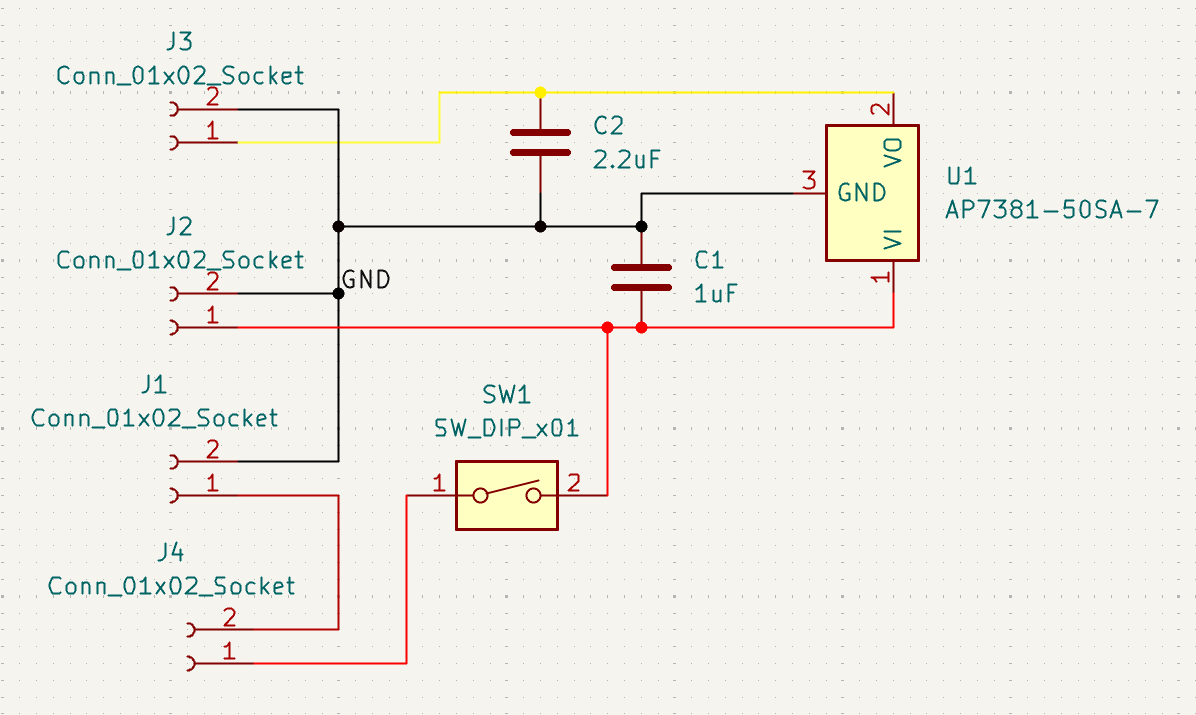 J3
Conn_01x02_Socket
2
1
C2
2.2uF
2
VO
3
GND
VI
1
U1
AP7381-50SA-7
J2
Conn_01x02_Socket
2
1
GND
C1
1uF
J1
Conn_01x02_Socket
2
1
SW1
SW_DIP_x01
1
2
J4
Conn_01x02_Socket
2
1